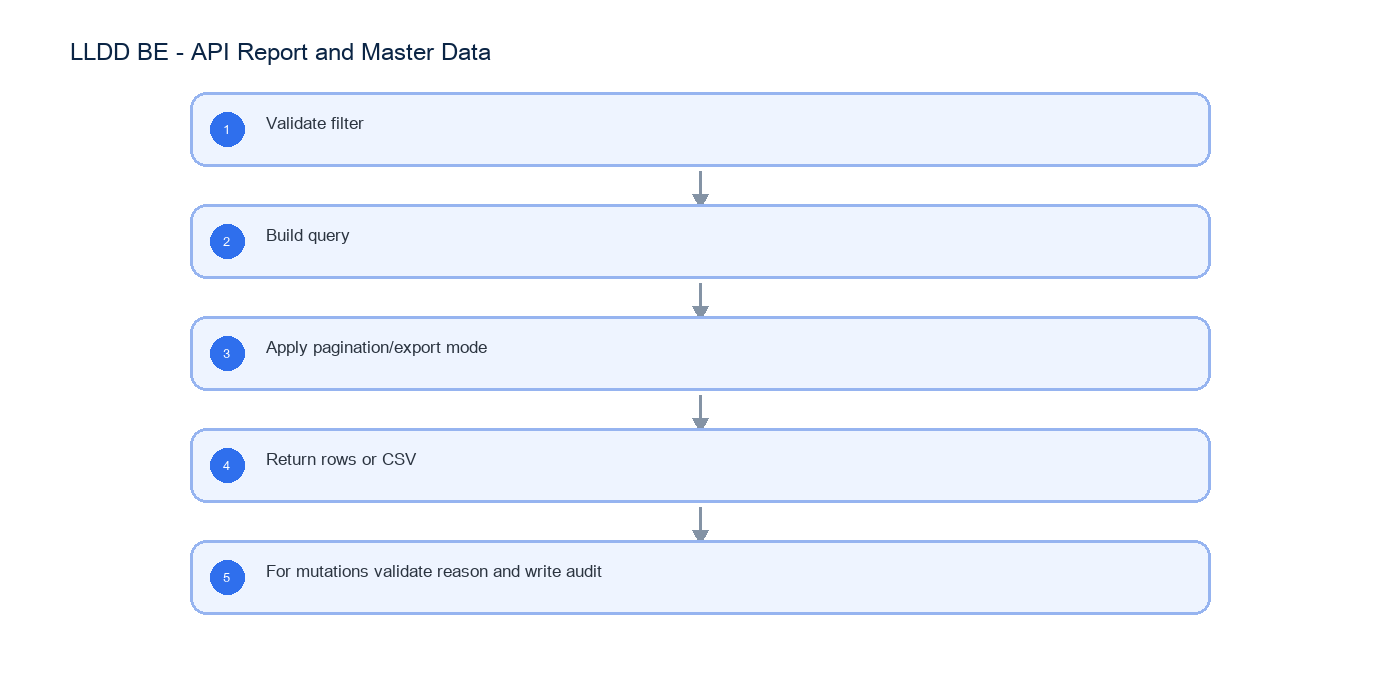 LLDD BE - API Report and Master Data
1 Validate filter
2 Build query
3 Apply pagination/export mode
4 Return rows or CSV
5 For mutations validate reason and write audit